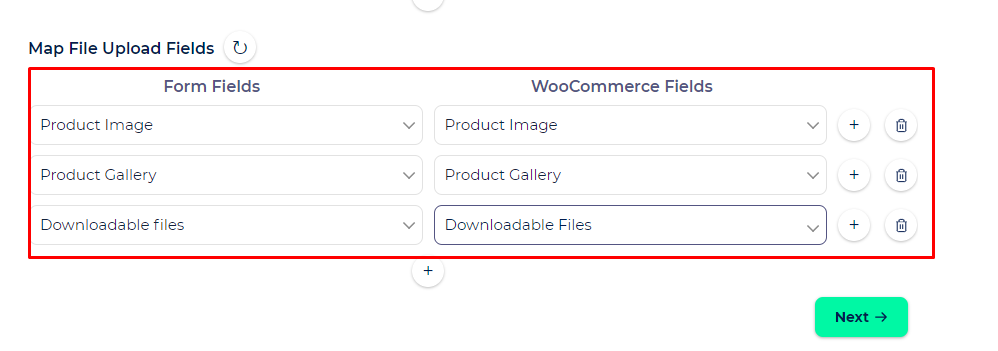 Map File Upload Fields
Form Fields WooCommerce Fields
Product Image Product Image
Product Gallery Product Gallery
Downloadable files Downloadable Files
Next